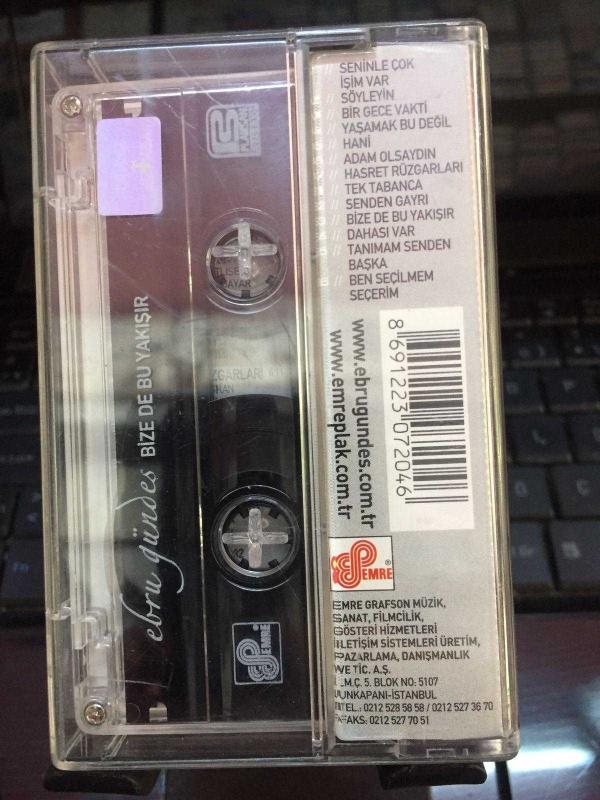 SENİNLE ÇOK
İŞİM VAR
SÖYLEYİN
BİR GECE VAKTİ
YAŞAMAK BU DEĞİL
HANİ
ADAM OLSAYDIN
HASRET RÜZGARLARI
TEK TABANCA
SENDEN GAYRI
BİZE DE BU YAKIŞIR
DAHASI VAR
TANIMAM SENDEN
BAŞKA
BEN SEÇİLMEM
SEÇERİM
8 691223 072046
www.ebrugundes.com.tr
www.emreplak.com.tr
EMRE
EMRE GRAFSON MÜZİK,
SANAT, FİLMCİLİK,
GÖSTERİ HİZMETLERİ
İLETİŞİM SİSTEMLERİ ÜRETİM,
PAZARLAMA, DANIŞMANLIK
VE TİC. A.Ş.
5. BLOK NO: 5107
UNKAPANI-İSTANBUL
TEL.: 0212 528 58 58 / 0212 527 36 70
FAKS: 0212 527 70 51
ebru gündeş BİZE DE BU YAKIŞIR
EMRE